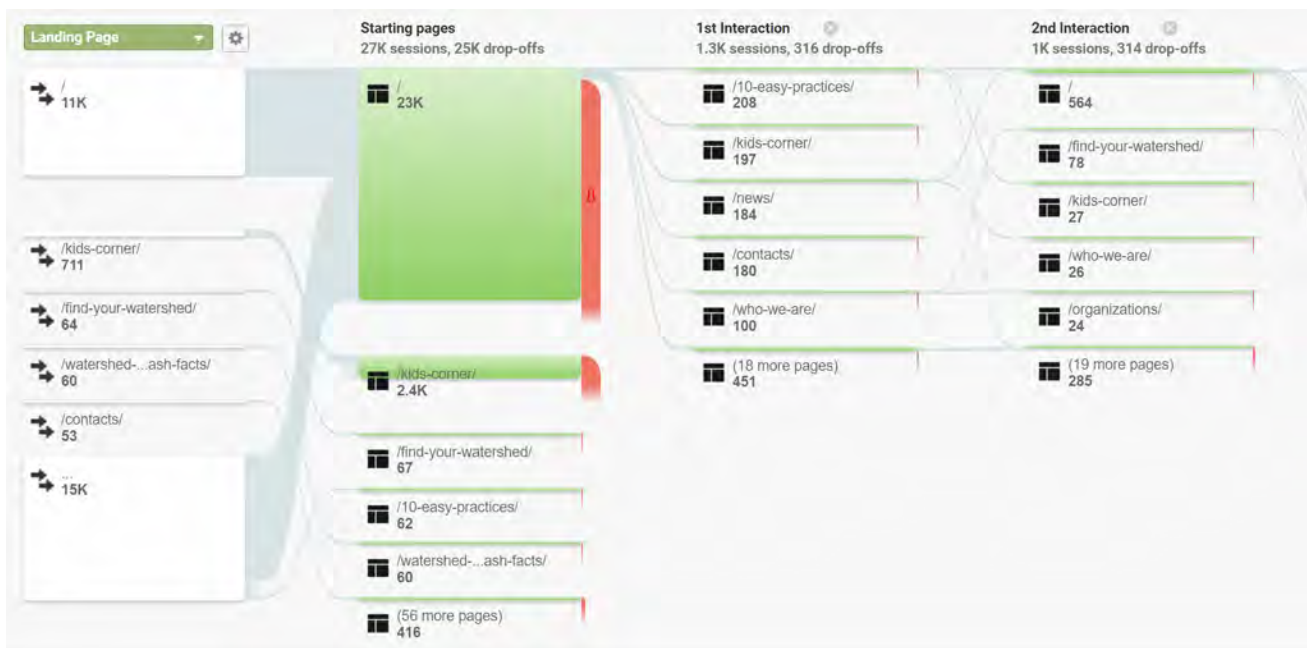 Landing Page
/
11K
/kids-corner/
711
/find-your-watershed/
64
/watershed-...ash-facts/
60
/contacts/
53
...
15K
Starting pages
27K sessions, 25K drop-offs
/
23K
/kids-corner/
2.4K
/find-your-watershed/
67
/10-easy-practices/
62
/watershed-...ash-facts/
60
(56 more pages)
416
1st Interaction
1.3K sessions, 316 drop-offs
/10-easy-practices/
208
/kids-corner/
197
/news/
184
/contacts/
180
/who-we-are/
100
(18 more pages)
451
2nd Interaction
1K sessions, 314 drop-offs
/
564
/find-your-watershed/
78
/kids-corner/
27
/who-we-are/
26
/organizations/
24
(19 more pages)
285